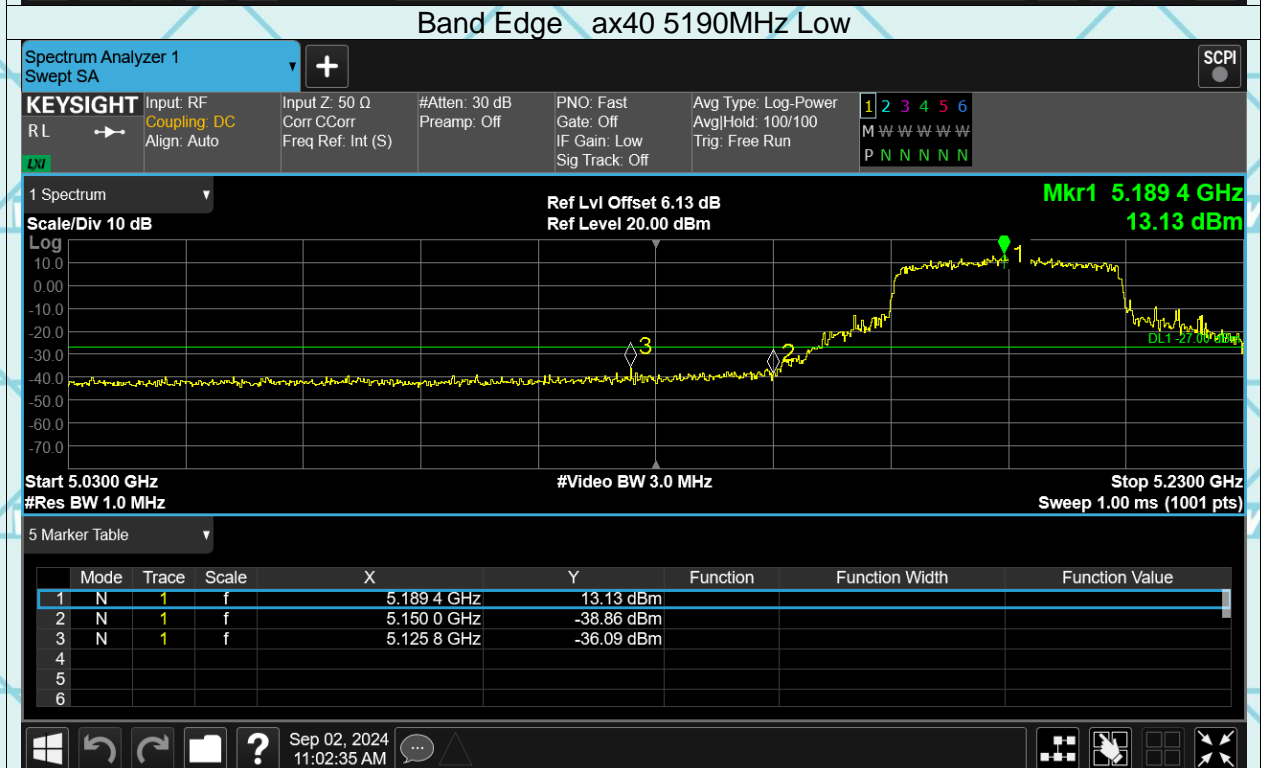 Band Edge ax40 5190MHz Low
Spectrum Analyzer 1
Swept SA
+
SCPI
KEYSIGHT
R L
LXI
Input: RF
Coupling: DC
Align: Auto
Input Z: 50 Ω
Corr CCorr
Freq Ref: Int (S)
#Atten: 30 dB
Preamp: Off
PNO: Fast
Gate: Off
IF Gain: Low
Sig Track: Off
Avg Type: Log-Power
Avg|Hold: 100/100
Trig: Free Run
1 2 3 4 5 6
M W W W W W
P N N N N N
1 Spectrum
Scale/Div 10 dB
Ref Lvl Offset 6.13 dB
Ref Level 20.00 dBm
Mkr1 5.189 4 GHz
13.13 dBm
Log
10.0
0.00
-10.0
-20.0
-30.0
-40.0
-50.0
-60.0
-70.0
1
2
3
DL1 -27.00 dBm
Start 5.0300 GHz
#Res BW 1.0 MHz
#Video BW 3.0 MHz
Stop 5.2300 GHz
Sweep 1.00 ms (1001 pts)
5 Marker Table
Mode Trace Scale X Y Function Function Width Function Value
1 N 1 f 5.189 4 GHz 13.13 dBm
2 N 1 f 5.150 0 GHz -38.86 dBm
3 N 1 f 5.125 8 GHz -36.09 dBm
4
5
6
?
Sep 02, 2024
11:02:35 AM